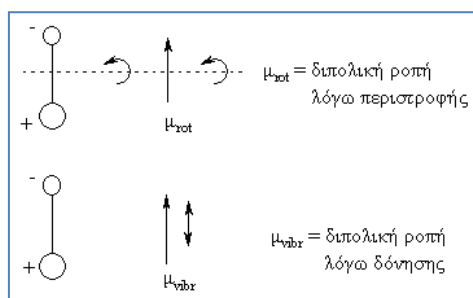 -
+
μrot
μrot = διπολική ροπή
λόγω περιστροφής
-
+
μvibr
μvibr = διπολική ροπή
λόγω δόνησης